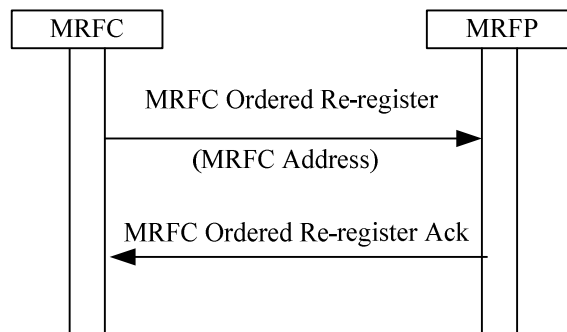 MRFC
MRFP
MRFC Ordered Re-register
(MRFC Address)
MRFC Ordered Re-register Ack